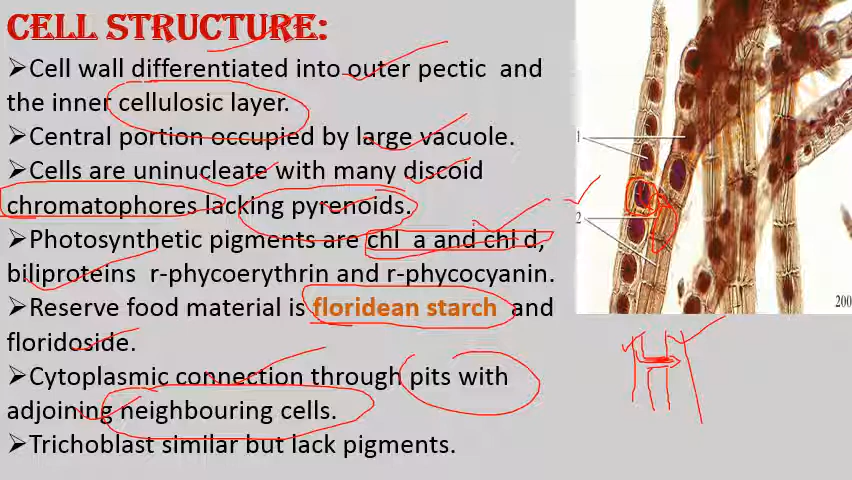 CELL STRUCTURE:
➢Cell wall differentiated into outer pectic and
the inner cellulosic layer.
➢Central portion occupied by large vacuole.
➢Cells are uninucleate with many discoid
chromatophores lacking pyrenoids.
➢Photosynthetic pigments are chl a and chl d,
biliproteins r-phycoerythrin and r-phycocyanin.
➢Reserve food material is floridean starch and
floridoside.
➢Cytoplasmic connection through pits with
adjoining neighbouring cells.
➢Trichoblast similar but lack pigments.
1
2
200